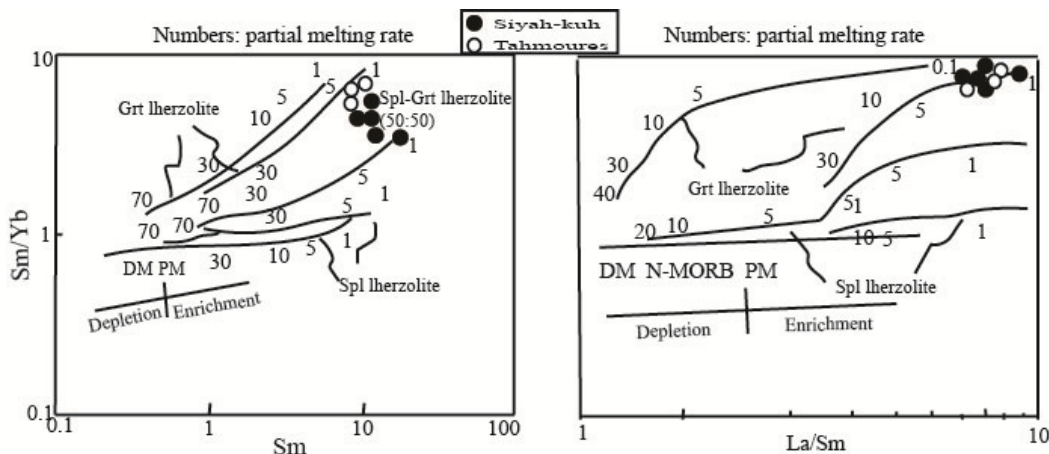 Siyah-kuh
Tahmoures
Numbers: partial melting rate
10
1
0.1
Sm/Yb
0.1
1
10
100
Sm
Grt lherzolite
Spl-Grt lherzolite
(50:50)
Spl lherzolite
1
5
10
30
70
1
5
30
70
1
5
30
70
1
5
30
70
1
5
10
30
DM PM
Depletion
Enrichment
Numbers: partial melting rate
0.1
5
10
30
40
1
5
10
30
Grt lherzolite
1
5
5
10
20
1
51
10 5
Spl lherzolite
DM N-MORB PM
Depletion
Enrichment
1
10
La/Sm